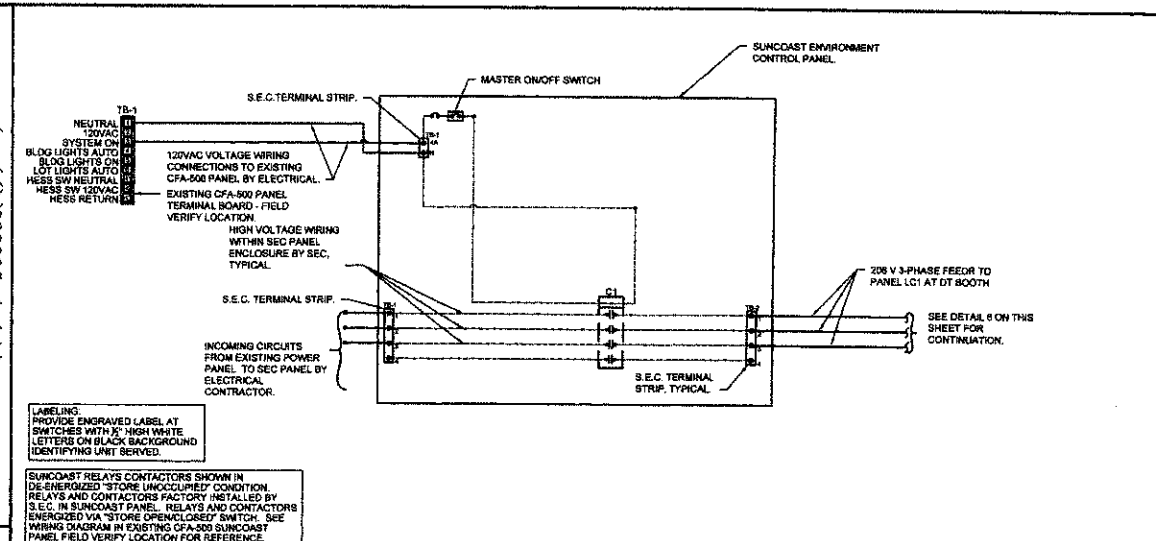 SUNCOAST ENVIRONMENT
CONTROL PANEL.
MASTER ON/OFF SWITCH
S.E.C. TERMINAL STRIP.
TB-1
NEUTRAL
120VAC
SYSTEM ON
BLDG LIGHTS AUTO
BLDG LIGHTS ON
LOT LIGHTS AUTO
HESS SW NEUTRAL
HESS SW 120VAC
HESS RETURN
120VAC VOLTAGE WIRING
CONNECTIONS TO EXISTING
CFA-500 PANEL BY ELECTRICAL.
EXISTING CFA-500 PANEL
TERMINAL BOARD - FIELD
VERIFY LOCATION.
HIGH VOLTAGE WIRING
WITHIN SEC PANEL
ENCLOSURE BY SEC,
TYPICAL.
C1
208 V 3-PHASE FEEDR TO
PANEL LC1 AT DT BOOTH
S.E.C. TERMINAL STRIP.
SEE DETAIL 6 ON THIS
SHEET FOR
CONTINUATION.
INCOMING CIRCUITS
FROM EXISTING POWER
PANEL TO SEC PANEL BY
ELECTRICAL
CONTRACTOR.
S.E.C. TERMINAL
STRIP, TYPICAL.
LABELING:
PROVIDE ENGRAVED LABEL AT
SWITCHES WITH HIGH WHITE
LETTERS ON BLACK BACKGROUND
IDENTIFYING UNIT SERVED.
SUNCOAST RELAYS CONTACTORS SHOWN IN
DE-ENERGIZED "STORE UNOCCUPIED" CONDITION.
RELAYS AND CONTACTORS FACTORY INSTALLED BY
S.E.C. IN SUNCOAST PANEL. RELAYS AND CONTACTORS
ENERGIZED VIA "STORE OPEN/CLOSED" SWITCH. SEE
WIRING DIAGRAM IN EXISTING CFA-500 SUNCOAST
PANEL FIELD VERIFY LOCATION FOR REFERENCE.